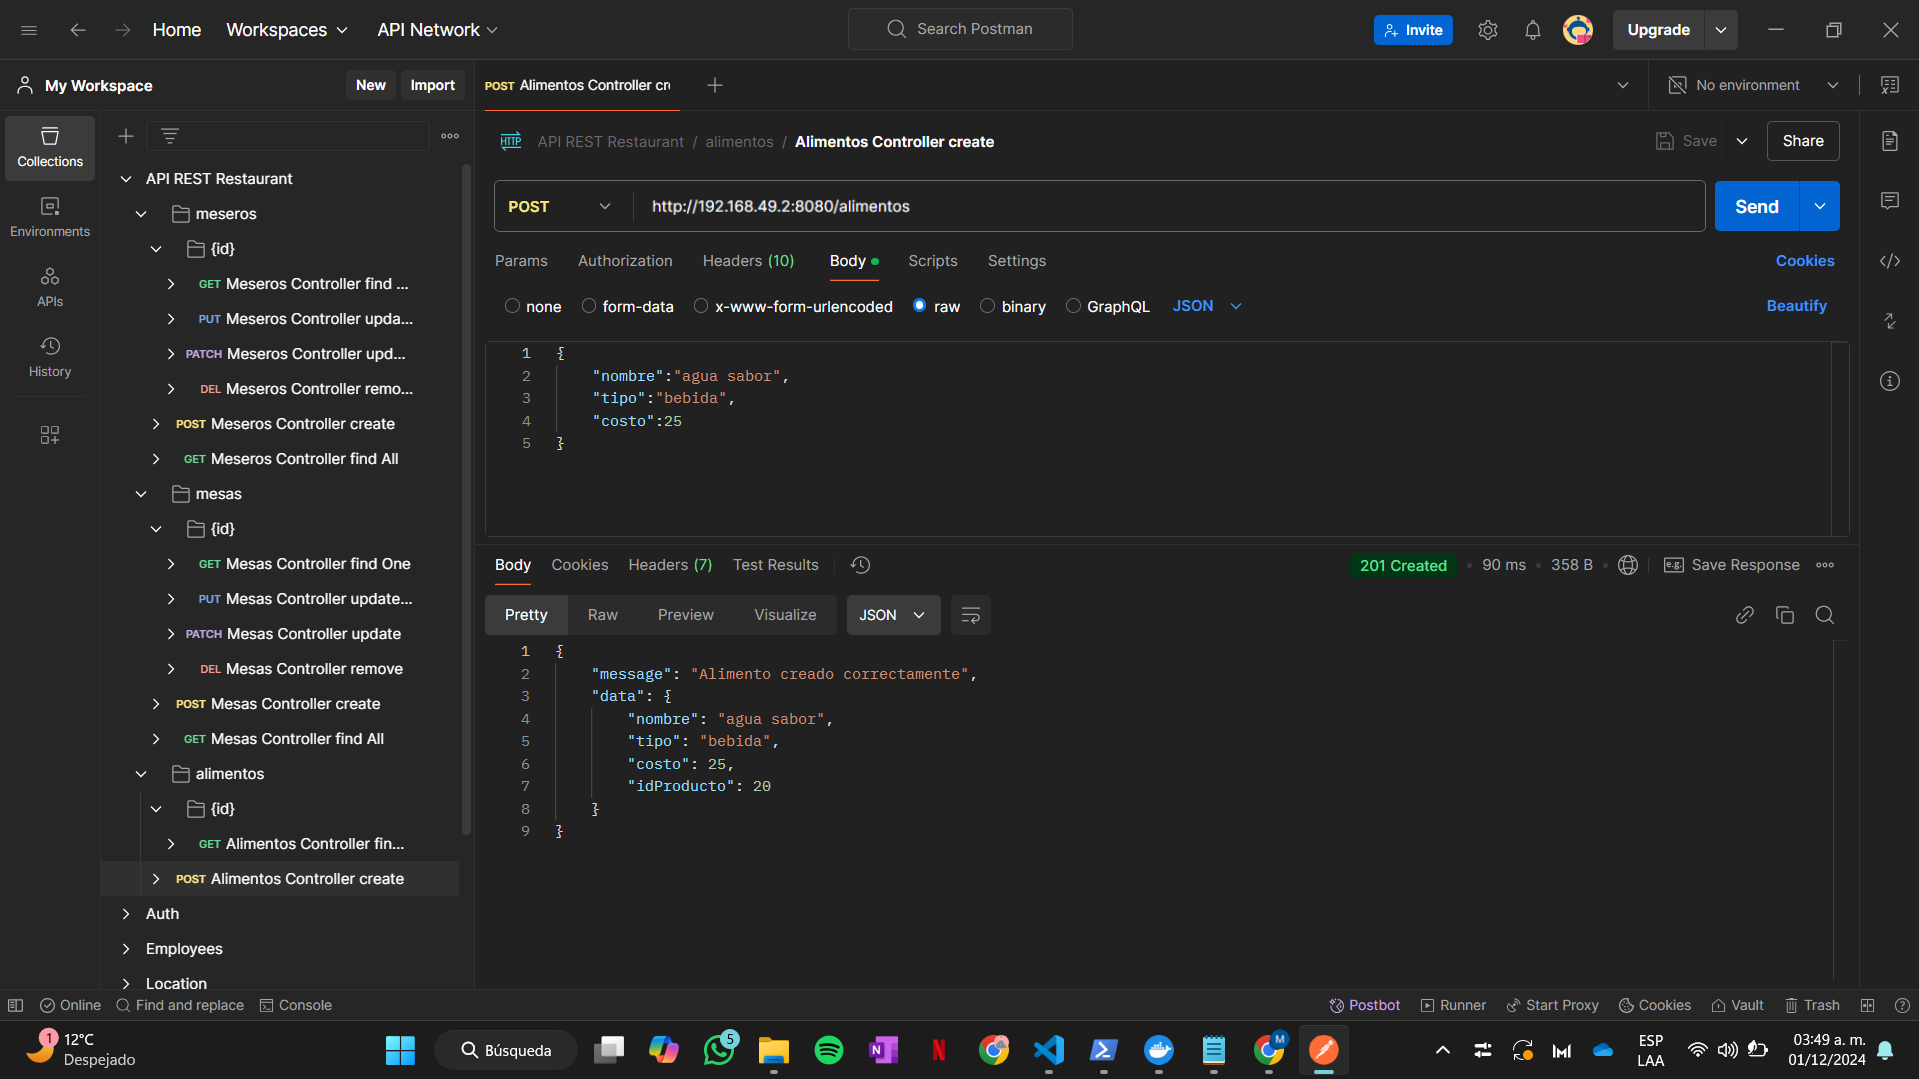 Home Workspaces API Network Search Postman Invite Upgrade
My Workspace New Import POST Alimentos Controller cr No environment
Collections
Environments
APIs
History
API REST Restaurant
meseros
{id}
GET Meseros Controller find ...
PUT Meseros Controller upda...
PATCH Meseros Controller upd...
DEL Meseros Controller remo...
POST Meseros Controller create
GET Meseros Controller find All
mesas
{id}
GET Mesas Controller find One
PUT Mesas Controller update...
PATCH Mesas Controller update
DEL Mesas Controller remove
POST Mesas Controller create
GET Mesas Controller find All
alimentos
{id}
GET Alimentos Controller fin...
POST Alimentos Controller create
Auth
Employees
Location
HTTP API REST Restaurant / alimentos / Alimentos Controller create Save Share
POST http://192.168.49.2:8080/alimentos Send
Params Authorization Headers (10) Body Scripts Settings Cookies
none form-data x-www-form-urlencoded raw binary GraphQL JSON Beautify
1 {
2 "nombre":"agua sabor",
3 "tipo":"bebida",
4 "costo":25
5 }
Body Cookies Headers (7) Test Results 201 Created • 90 ms • 358 B • e.g. Save Response
Pretty Raw Preview Visualize JSON
1 {
2 "message": "Alimento creado correctamente",
3 "data": {
4 "nombre": "agua sabor",
5 "tipo": "bebida",
6 "costo": 25,
7 "idProducto": 20
8 }
9 }
Online Find and replace Console Postbot Runner Start Proxy Cookies Vault Trash
1 12°C
Despejado
Búsqueda 5 N N M
ESP
LAA
03:49 a. m.
01/12/2024